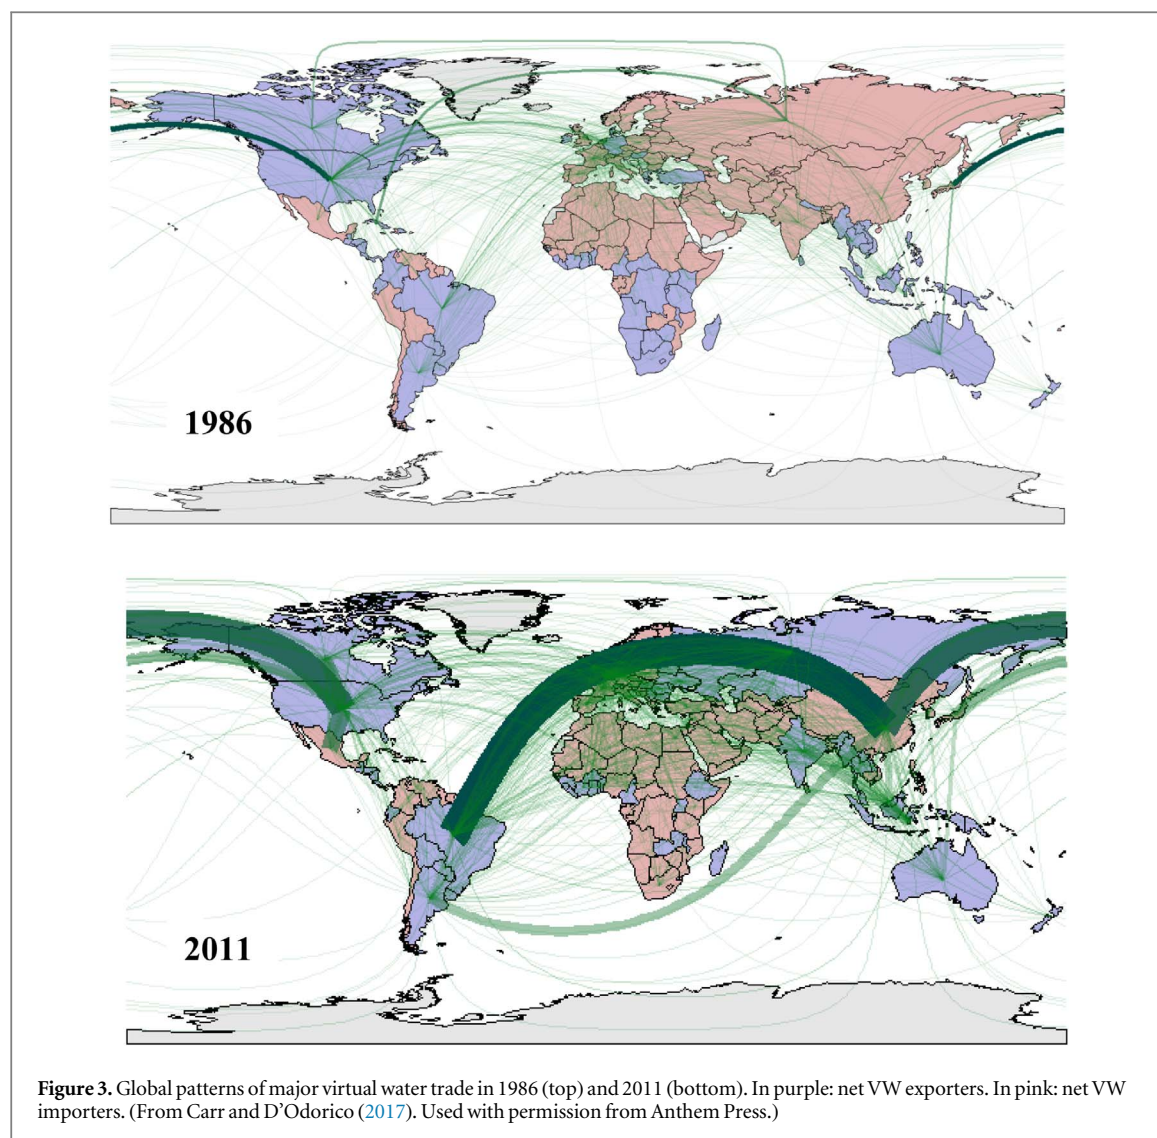 1986
2011
Figure 3. Global patterns of major virtual water trade in 1986 (top) and 2011 (bottom). In purple: net VW exporters. In pink: net VW
importers. (From Carr and D’Odorico (2017). Used with permission from Anthem Press.)